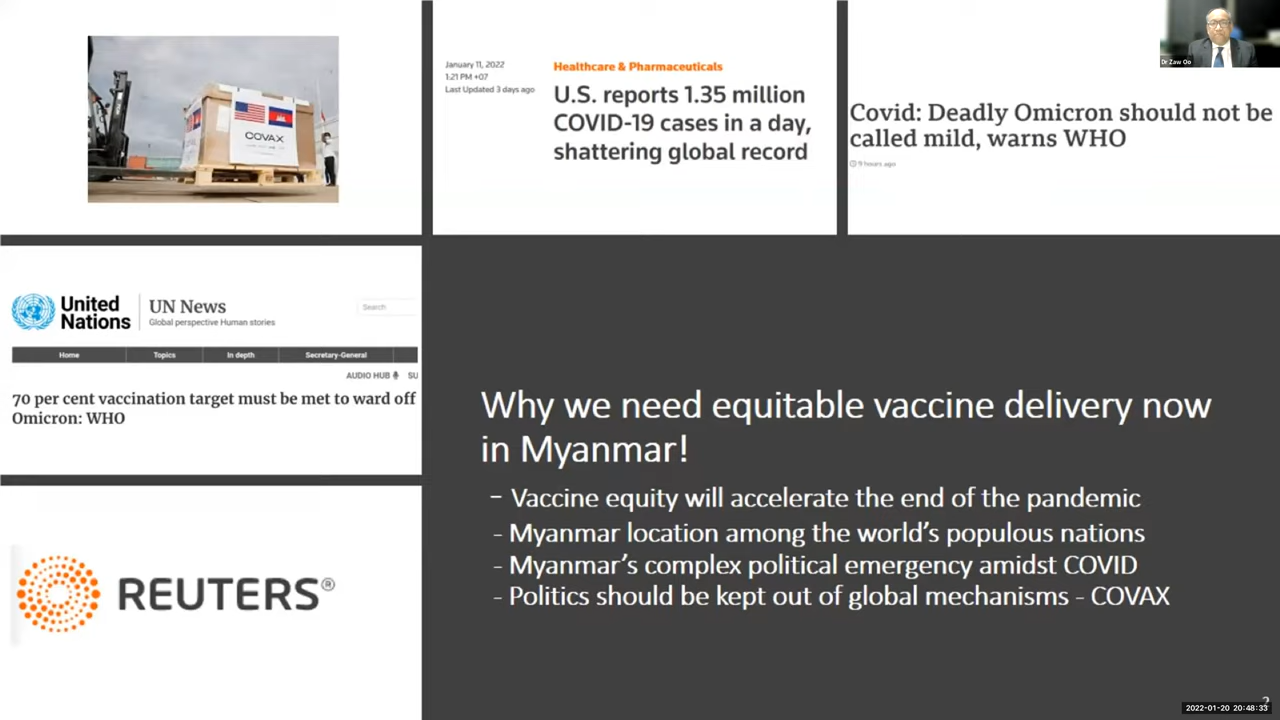 COVAX
January 11, 2022
1:21 PM +07
Last Updated 3 days ago
Healthcare & Pharmaceuticals
U.S. reports 1.35 million
COVID-19 cases in a day,
shattering global record
Dr Zaw Oo
Covid: Deadly Omicron should not be
called mild, warns WHO
9 hours ago
United
Nations
UN News
Global perspective Human stories
Search
Home Topics In depth Secretary-General
AUDIO HUB SU
70 per cent vaccination target must be met to ward off
Omicron: WHO
REUTERS®
Why we need equitable vaccine delivery now
in Myanmar!
- Vaccine equity will accelerate the end of the pandemic
- Myanmar location among the world's populous nations
- Myanmar's complex political emergency amidst COVID
- Politics should be kept out of global mechanisms - COVAX
2022-01-20 20:48:33